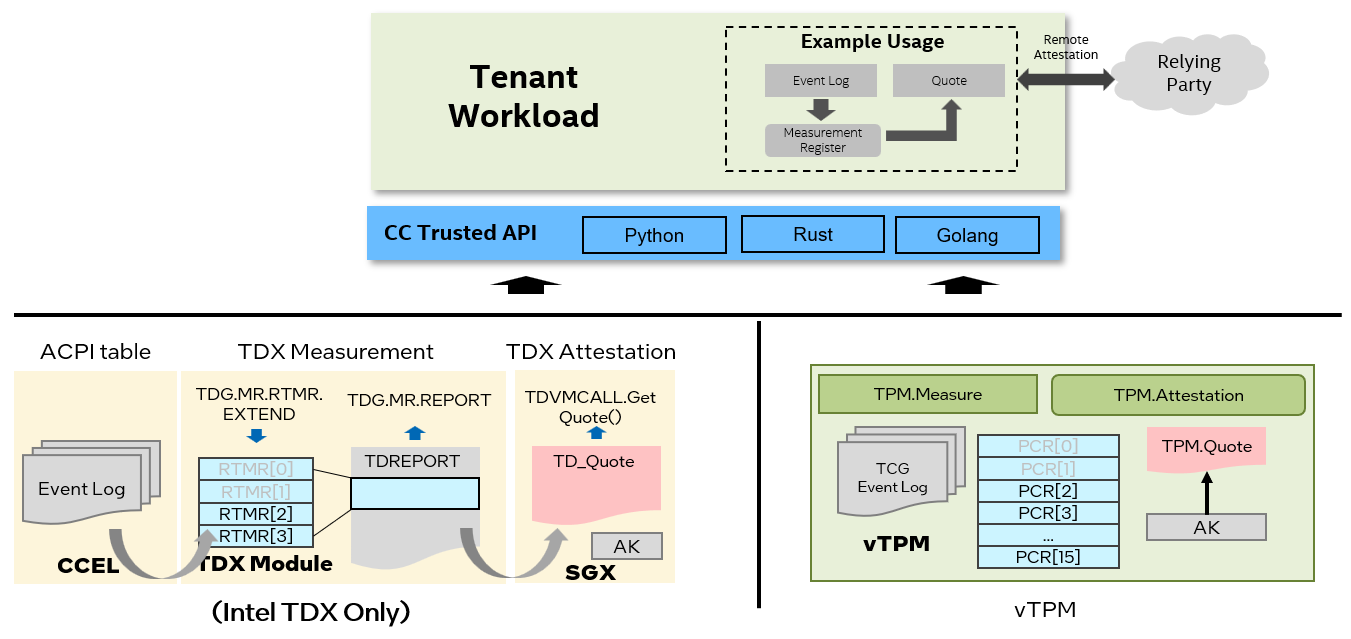 Tenant
Workload
Example Usage
Event Log
Quote
Measurement
Register
Remote
Attestation
Relying
Party
CC Trusted API
Python
Rust
Golang
ACPI table
TDX Measurement
TDX Attestation
TDG.MR.RTMR.
EXTEND
TDG.MR.REPORT
TDVMCALL.Get
Quote()
Event Log
CCEL
RTMR[0]
RTMR[1]
RTMR[2]
RTMR[3]
TDX Module
TDREPORT
TD_Quote
AK
SGX
(Intel TDX Only)
TPM.Measure
TPM.Attestation
TCG
Event Log
vTPM
PCR[0]
PCR[1]
PCR[2]
PCR[3]
...
PCR[15]
TPM.Quote
AK
vTPM